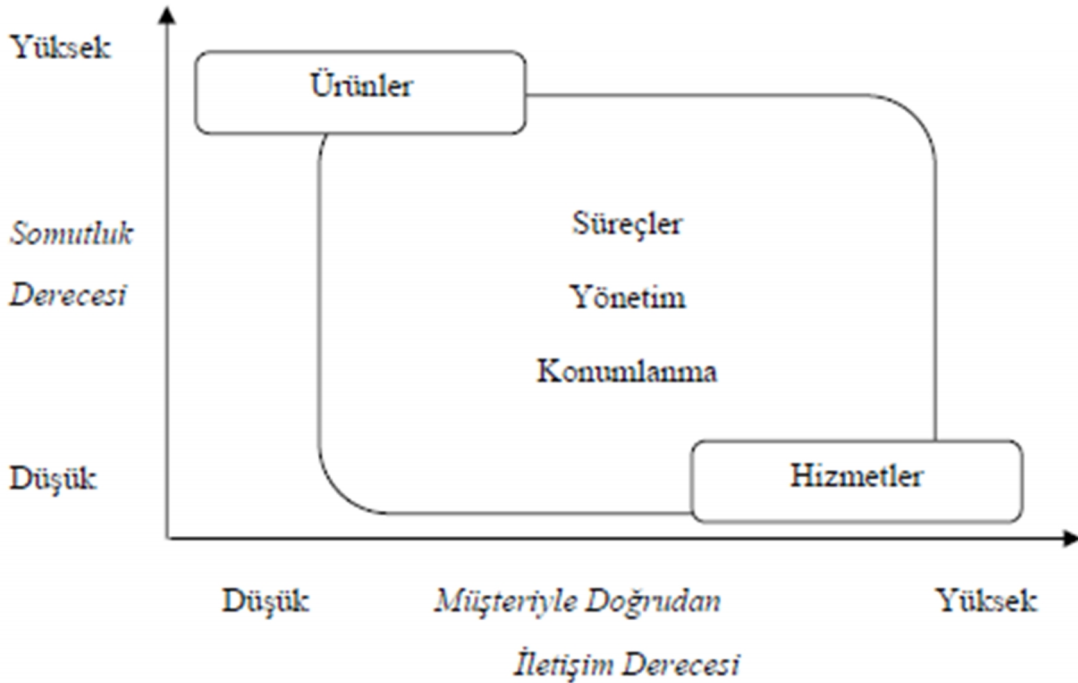 Yüksek
Ürünler
Süreçler
Somutluk
Derecesi
Yönetim
Konumlanma
Düşük
Hizmetler
Düşük
Müşteriyle Doğrudan
Yüksek
İletişim Derecesi